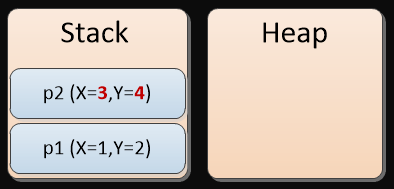 Stack
Heap
p2 (X=3,Y=4)
p1 (X=1,Y=2)